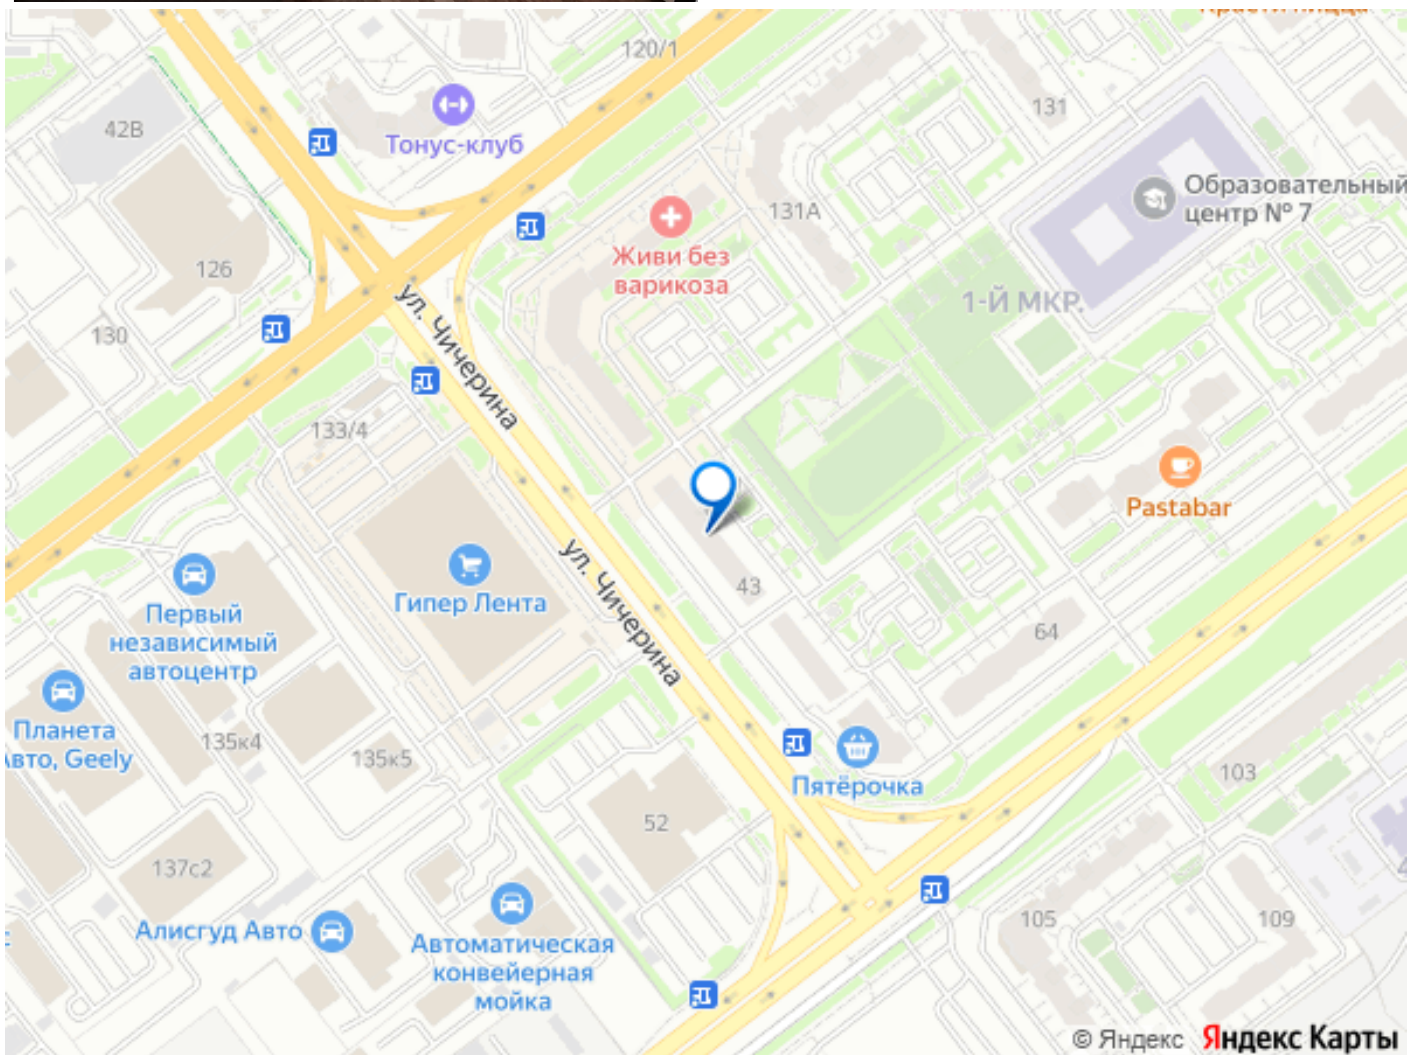 120/1
42В
Тонус-клуб
131
Образовательный
центр № 7
131А
Живи без
варикоза
126
1-Й МКР.
130
ул. Чичерина
133/4
Pastabar
Гипер Лента
ул. Чичерина
43
Первый
независимый
автоцентр
64
Планета
Авто, Geely
135к4
135к5
Пятёрочка
103
52
137с2
Алисгуд Авто
Автоматическая
конвейерная
мойка
105
109
© Яндекс Яндекс Карты